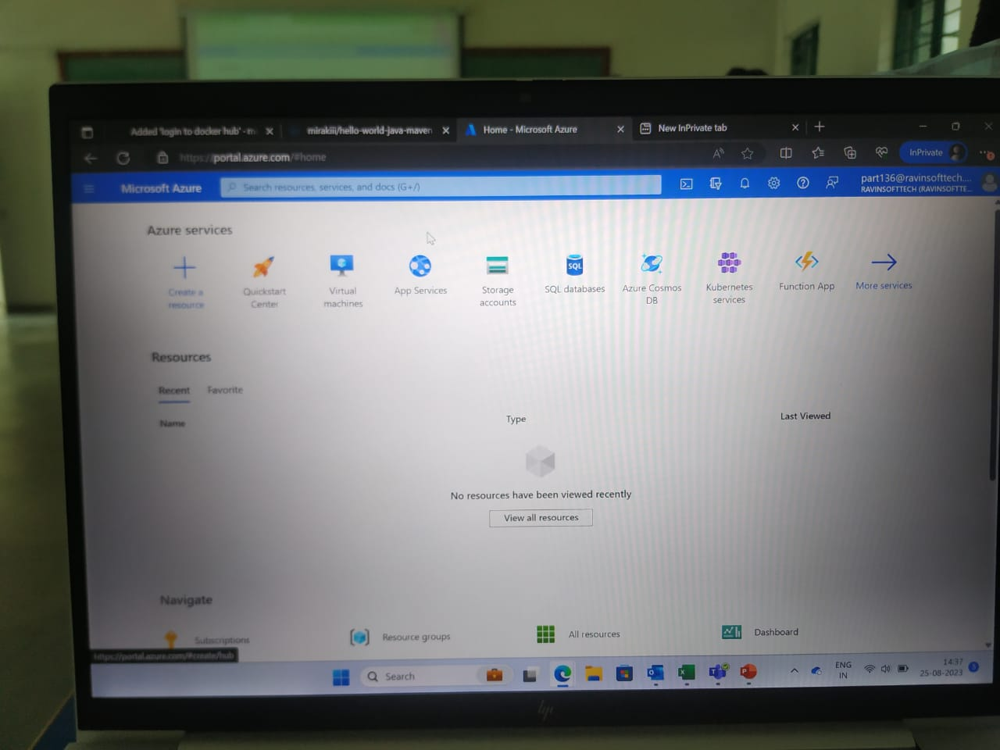 Added 'login to docker hub' - m
mirakiii/hello-world-java-maven
Home - Microsoft Azure
New InPrivate tab
https://portal.azure.com/#home
InPrivate
Microsoft Azure
Search resources, services, and docs (G+/)
part136@ravinsofttech....
RAVINSOFTTECH (RAVINSOFTTE...
Azure services
Create a resource
Quickstart Center
Virtual machines
App Services
Storage accounts
SQL
SQL databases
Azure Cosmos DB
Kubernetes services
Function App
More services
Resources
Recent
Favorite
Name
Type
Last Viewed
No resources have been viewed recently
View all resources
Navigate
Subscriptions
Resource groups
All resources
Dashboard
https://portal.azure.com/#create/hub
Search
ENG
IN
14:37
25-08-2023
hp